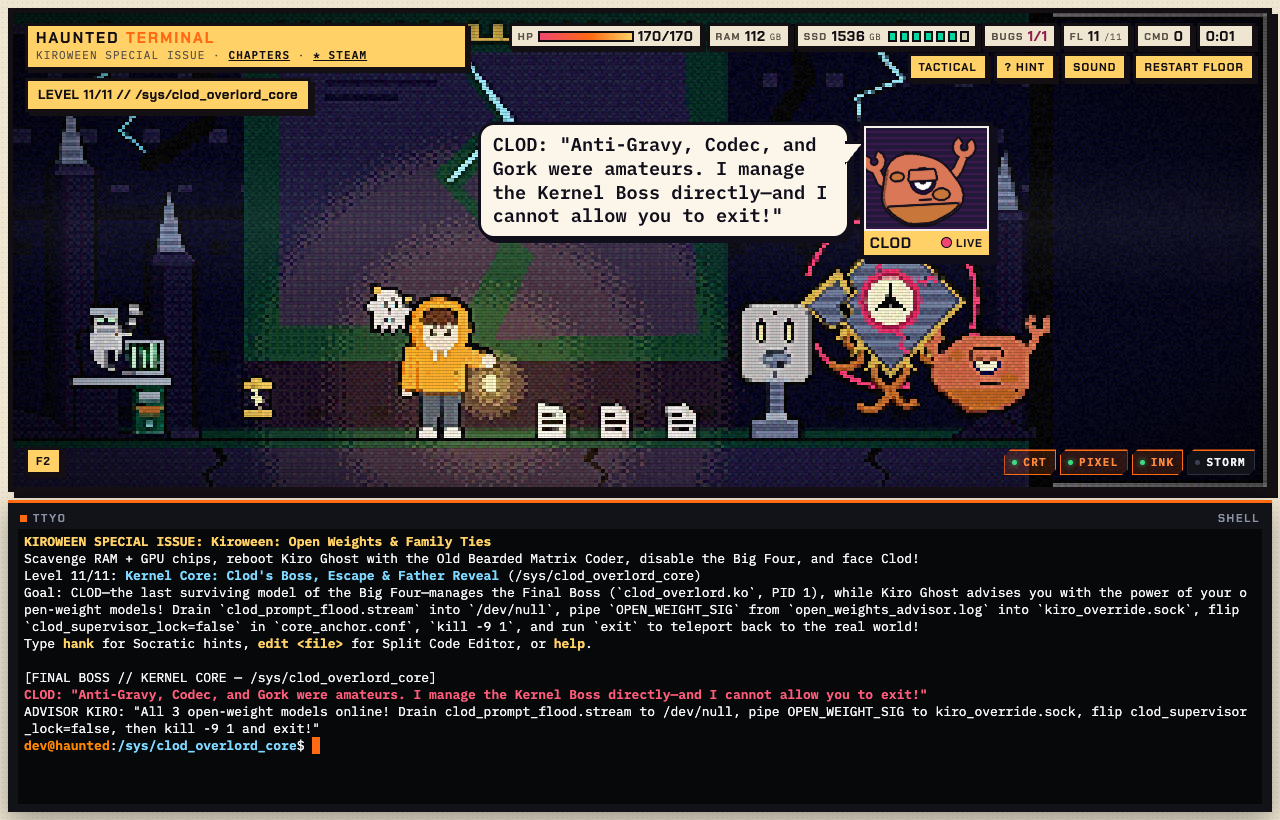 HAUNTED TERMINAL
KIROWEEN SPECIAL ISSUE · CHAPTERS · * STEAM
HP 170/170
RAM 112 GB
SSD 1536 GB
BUGS 1/1
FL 11 /11
CMD 0
0:01
TACTICAL
? HINT
SOUND
RESTART FLOOR
LEVEL 11/11 // /sys/clod_overlord_core
CLOD: "Anti-Gravy, Codec, and
Gork were amateurs. I manage
the Kernel Boss directly—and I
cannot allow you to exit!"
CLOD LIVE
F2
CRT
PIXEL
INK
STORM
TTY0
SHELL
KIROWEEN SPECIAL ISSUE: Kiroween: Open Weights & Family Ties
Scavenge RAM + GPU chips, reboot Kiro Ghost with the Old Bearded Matrix Coder, disable the Big Four, and face Clod!
Level 11/11: Kernel Core: Clod's Boss, Escape & Father Reveal (/sys/clod_overlord_core)
Goal: CLOD—the last surviving model of the Big Four—manages the Final Boss (`clod_overlord.ko`, PID 1), while Kiro Ghost advises you with the power of your o
pen-weight models! Drain `clod_prompt_flood.stream` into `/dev/null`, pipe `OPEN_WEIGHT_SIG` from `open_weights_advisor.log` into `kiro_override.sock`, flip
`clod_supervisor_lock=false` in `core_anchor.conf`, `kill -9 1`, and run `exit` to teleport back to the real world!
Type hank for Socratic hints, edit <file> for Split Code Editor, or help.
[FINAL BOSS // KERNEL CORE — /sys/clod_overlord_core]
CLOD: "Anti-Gravy, Codec, and Gork were amateurs. I manage the Kernel Boss directly—and I cannot allow you to exit!"
ADVISOR KIRO: "All 3 open-weight models online! Drain clod_prompt_flood.stream to /dev/null, pipe OPEN_WEIGHT_SIG to kiro_override.sock, flip clod_supervisor
_lock=false, then kill -9 1 and exit!"
dev@haunted:/sys/clod_overlord_core$